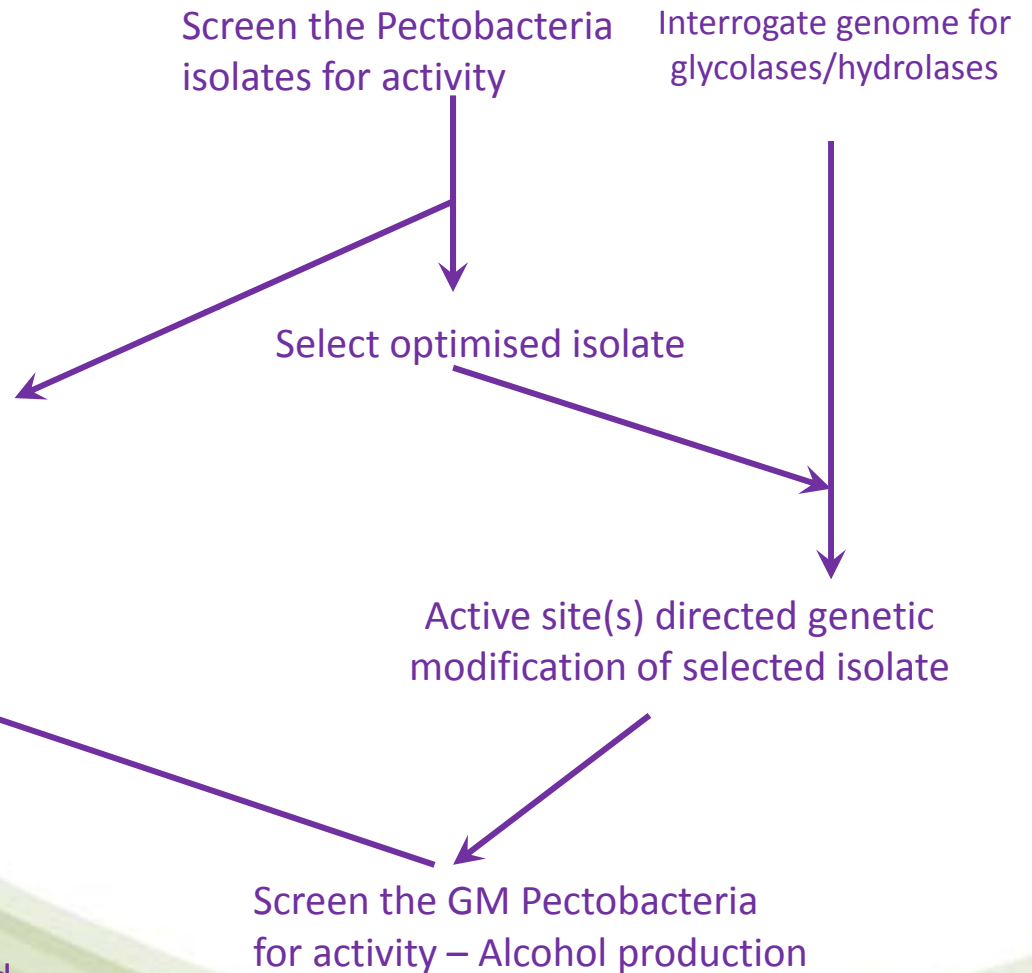 Screen the Pectobacteria
isolates for activity
Interrogate genome for
glycolases/hydrolases
Select optimised isolate
Active site(s) directed genetic
modification of selected isolate
Screen the GM Pectobacteria
for activity – Alcohol production